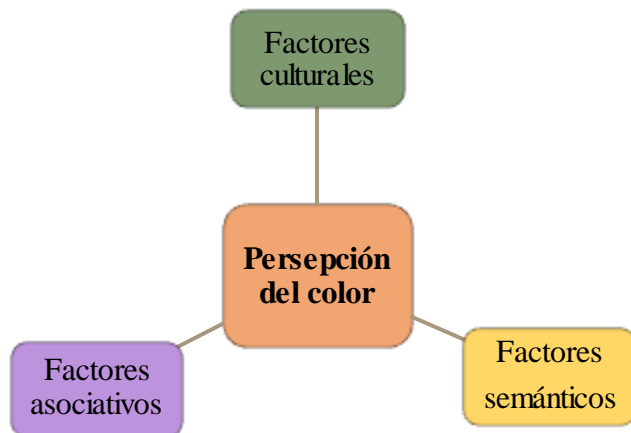 Factores
culturales
Persepción
del color
Factores
asociativos
Factores
semánticos